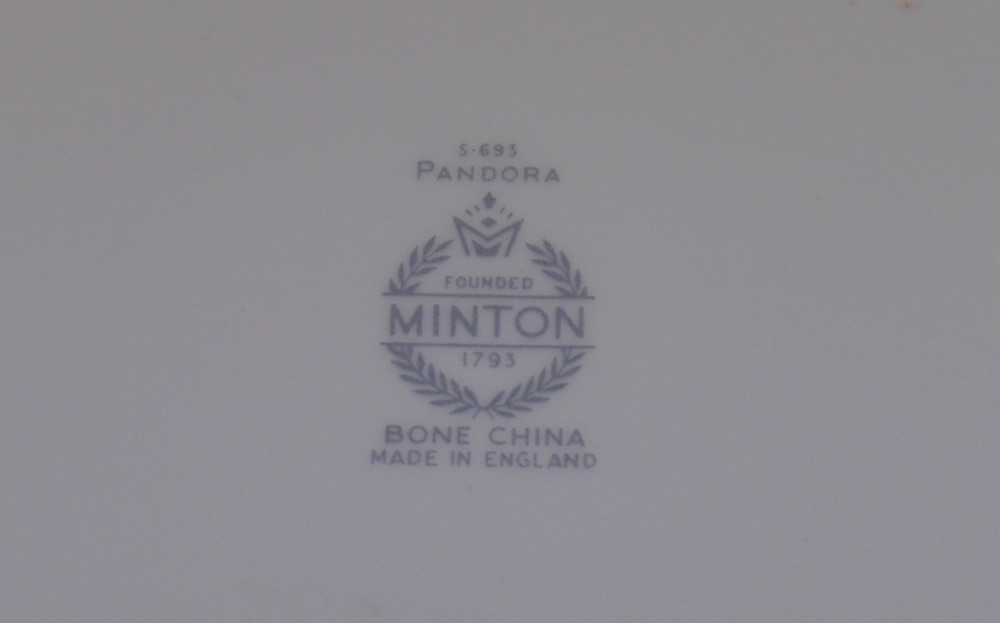 S-693
PANDORA
FOUNDED
MINTON
1793
BONE CHINA
MADE IN ENGLAND